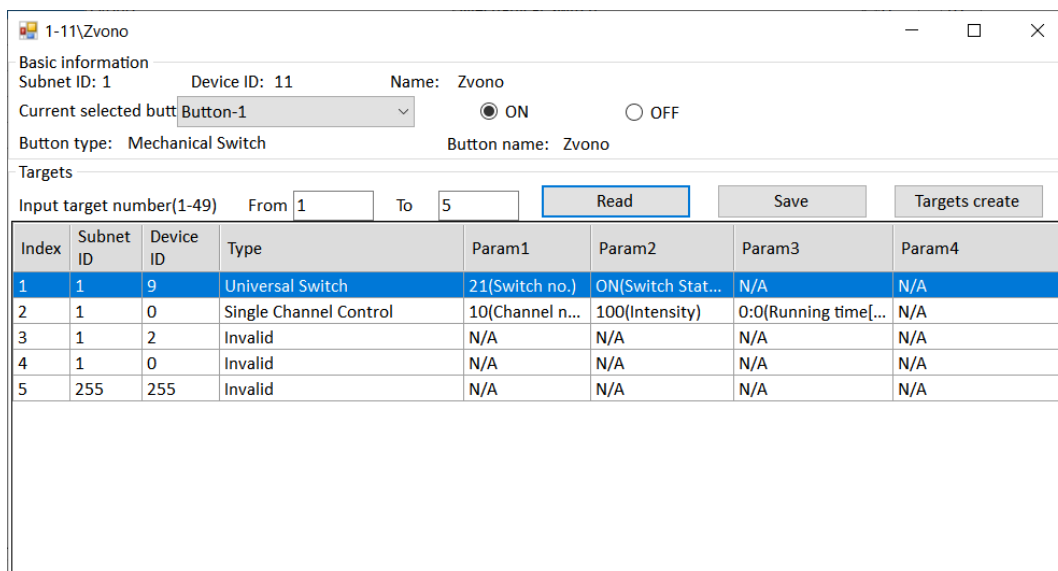 1-11\Zvono
Basic information
Subnet ID: 1 Device ID: 11 Name: Zvono
Current selected butt Button-1 ON OFF
Button type: Mechanical Switch Button name: Zvono
Targets
Input target number(1-49) From 1 To 5 Read Save Targets create
Index Subnet ID Device ID Type Param1 Param2 Param3 Param4
1 1 9 Universal Switch 21(Switch no.) ON(Switch Stat... N/A N/A
2 1 0 Single Channel Control 10(Channel n... 100(Intensity) 0:0(Running time[... N/A
3 1 2 Invalid N/A N/A N/A N/A
4 1 0 Invalid N/A N/A N/A N/A
5 255 255 Invalid N/A N/A N/A N/A